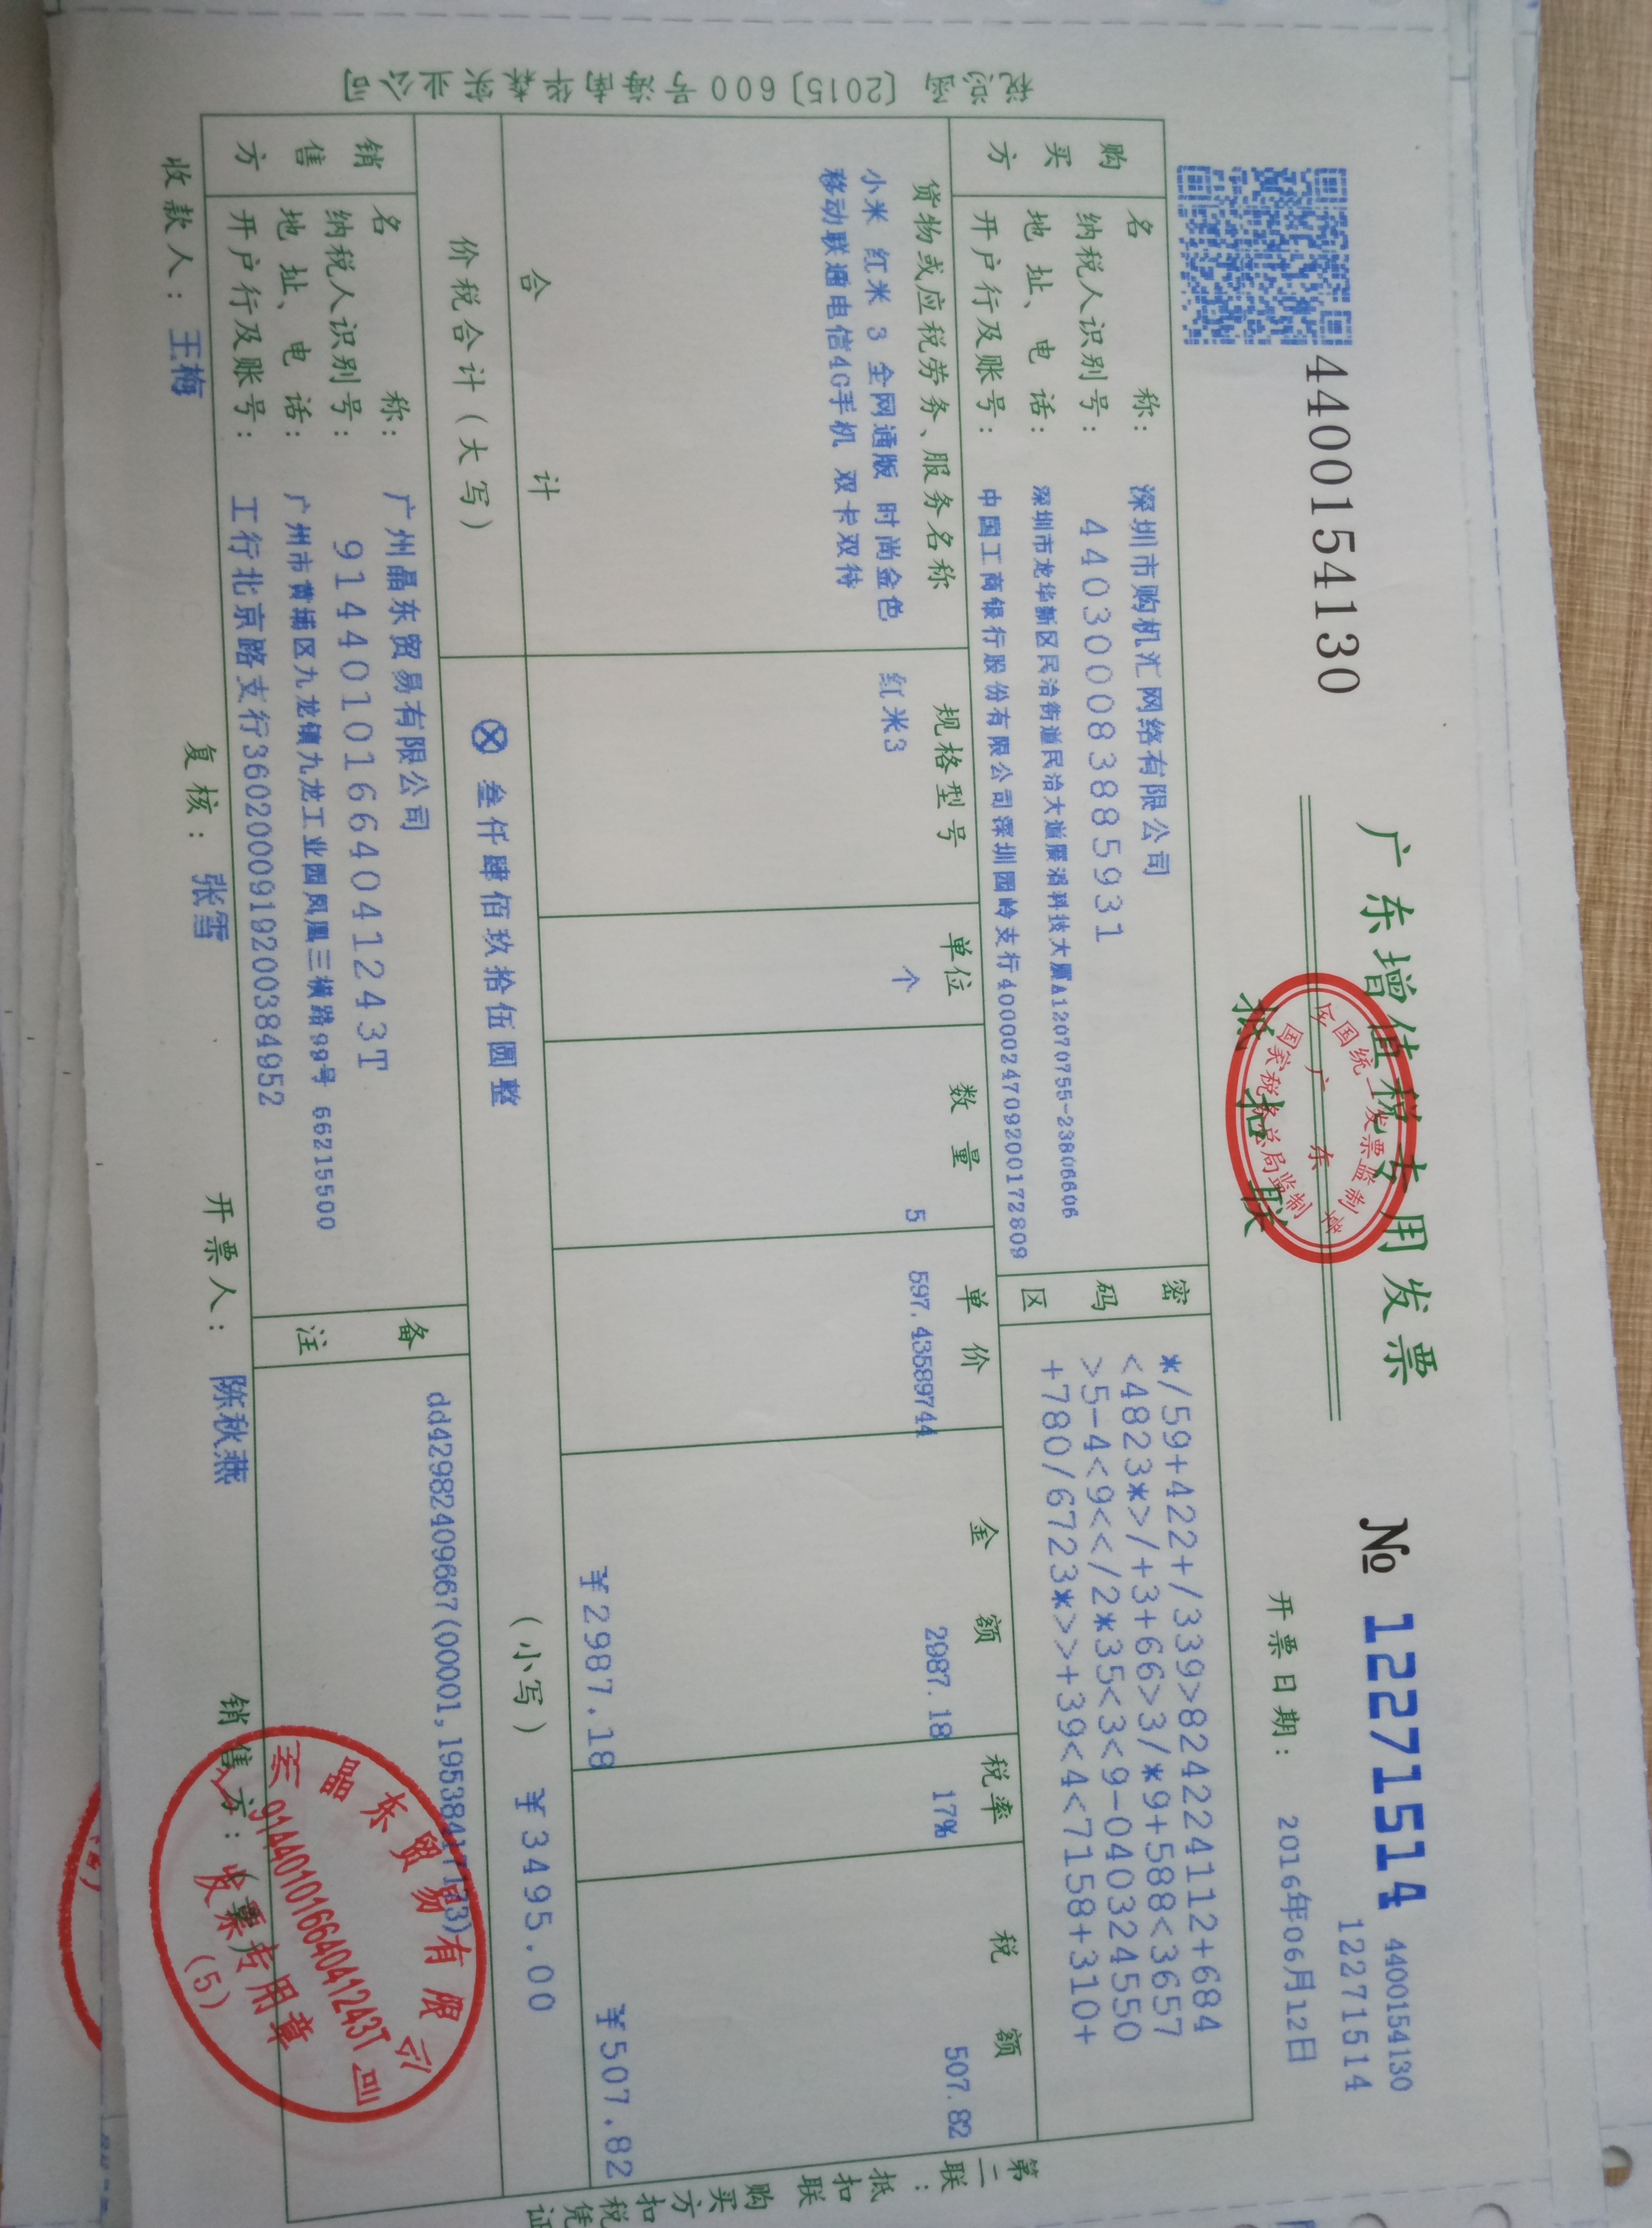 4400154130
广东增值税专用发票
抵扣联
全国统一发票监制章
广东
国家税务总局监制
№ 12271514
4400154130
12271514
开票日期： 2016年06月12日
购买方
名 称： 深圳市购机汇网络有限公司
纳税人识别号： 440300083885931
地 址、电 话： 深圳市龙华新区民治街道民治大道展滔科技大厦A12070755-23806606
开户行及账号： 中国工商银行股份有限公司深圳园岭支行4000024709200172809
密码区
*/59+422+/339>8242224112+684
<4823*>/+3+66>3/*9+588<3657
>5-4<9<</2*35<3<9-040324550
+780/6723*>>+39<4<7158+310+
货物或应税劳务、服务名称 规格型号 单位 数量 单价 金额 税率 税额
小米 红米 3 全网通版 时尚金色 红米3 个 5 597.43589744 2987.18 17% 507.82
移动联通电信4G手机 双卡双待
合计 ¥2987.18 ¥507.82
价税合计（大写） ⊗ 叁仟肆佰玖拾伍圆整 （小写） ¥3495.00
销售方
名 称： 广州晶东贸易有限公司
纳税人识别号： 91440101664041243T
地 址、电 话： 广州市黄埔区九龙镇九龙工业园凤凰三横路99号 66215500
开户行及账号： 工行北京路支行3602000919200384952
备注
dd42982409667(00001,19538417133)
收款人： 王梅 复核： 张雪 开票人： 陈秋燕 销售方：（章）
晶东贸易有限公司
91440101664041243T
发票专用章
(5)
税总函〔2015〕600号海南华森实业公司
第二联：抵扣联 购买方扣税凭证